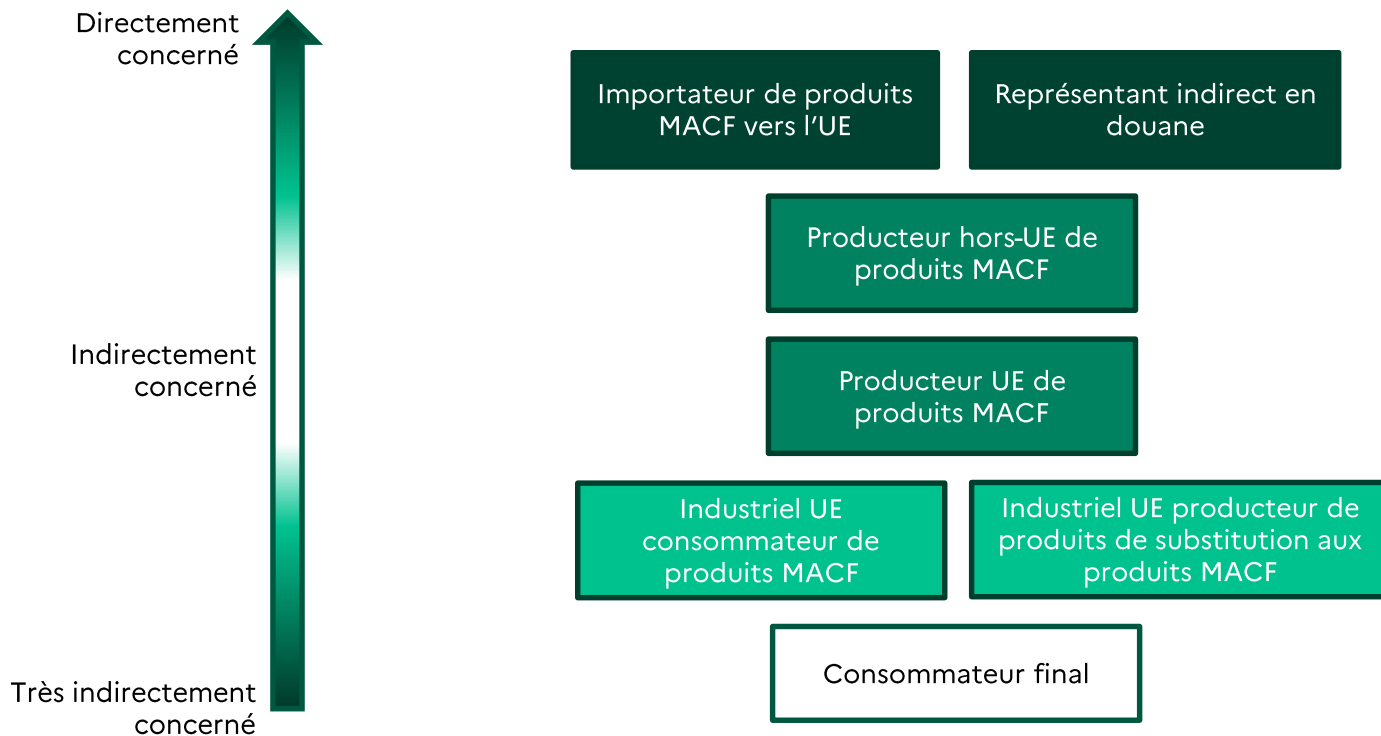 Directement
concerné
Importateur de produits
MACF vers l’UE
Représentant indirect en
douane
Producteur hors-UE de
produits MACF
Indirectement
concerné
Producteur UE de
produits MACF
Industriel UE
consommateur de
produits MACF
Industriel UE producteur de
produits de substitution aux
produits MACF
Très indirectement
concerné
Consommateur final